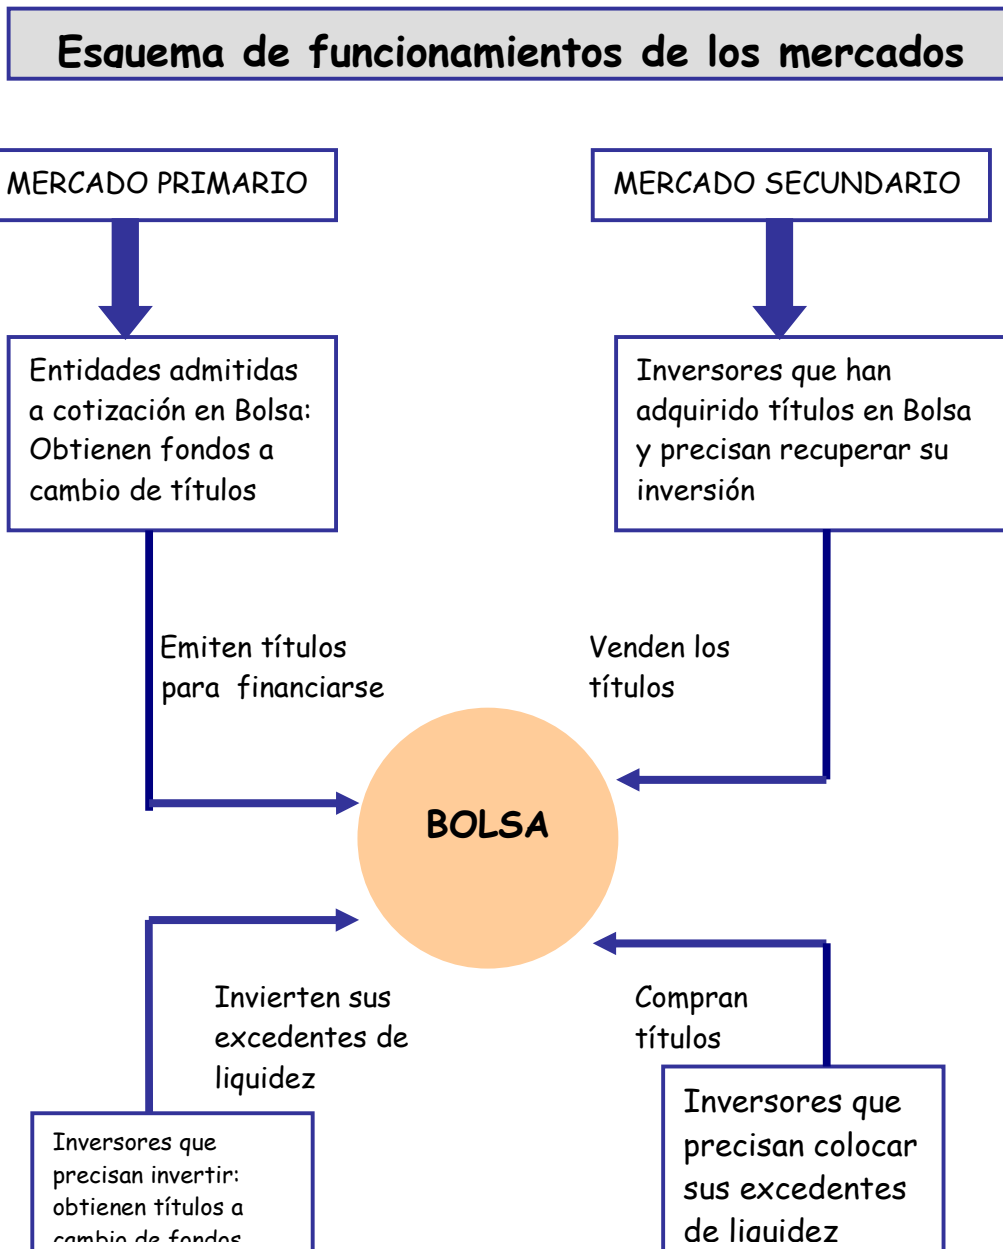 Esquema de funcionamientos de los mercados
MERCADO PRIMARIO
MERCADO SECUNDARIO
Entidades admitidas
a cotización en Bolsa:
Obtienen fondos a
cambio de títulos
Inversores que han
adquirido títulos en Bolsa
y precisan recuperar su
inversión
Emiten títulos
para financiarse
Venden los
títulos
BOLSA
Invierten sus
excedentes de
liquidez
Compran
títulos
Inversores que
precisan invertir:
obtienen títulos a
cambio de fondos
Inversores que
precisan colocar
sus excedentes
de liquidez